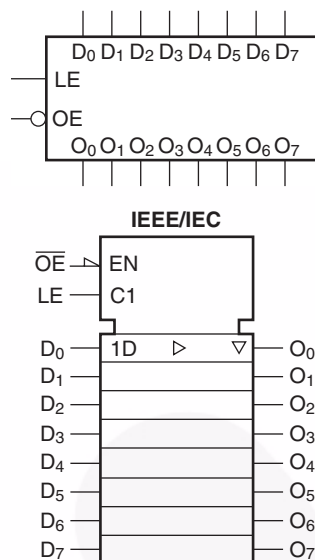 D₀ D₁ D₂ D₃ D₄ D₅ D₆ D₇
LE
OE
O₀ O₁ O₂ O₃ O₄ O₅ O₆ O₇
IEEE/IEC
O̅E̅ EN
LE C1
D₀ 1D O₀
D₁ O₁
D₂ O₂
D₃ O₃
D₄ O₄
D₅ O₅
D₆ O₆
D₇ O₇